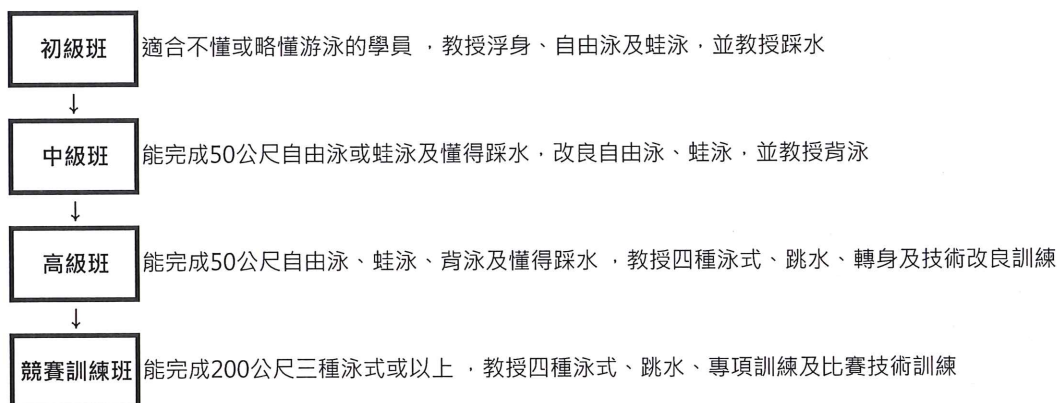 初級班 適合不懂或略懂游泳的學員，教授浮身、自由泳及蛙泳，並教授踩水
↓
中級班 能完成50公尺自由泳或蛙泳及懂得踩水，改良自由泳、蛙泳，並教授背泳
↓
高級班 能完成50公尺自由泳、蛙泳、背泳及懂得踩水，教授四種泳式、跳水、轉身及技術改良訓練
↓
競賽訓練班 能完成200公尺三種泳式或以上，教授四種泳式、跳水、專項訓練及比賽技術訓練